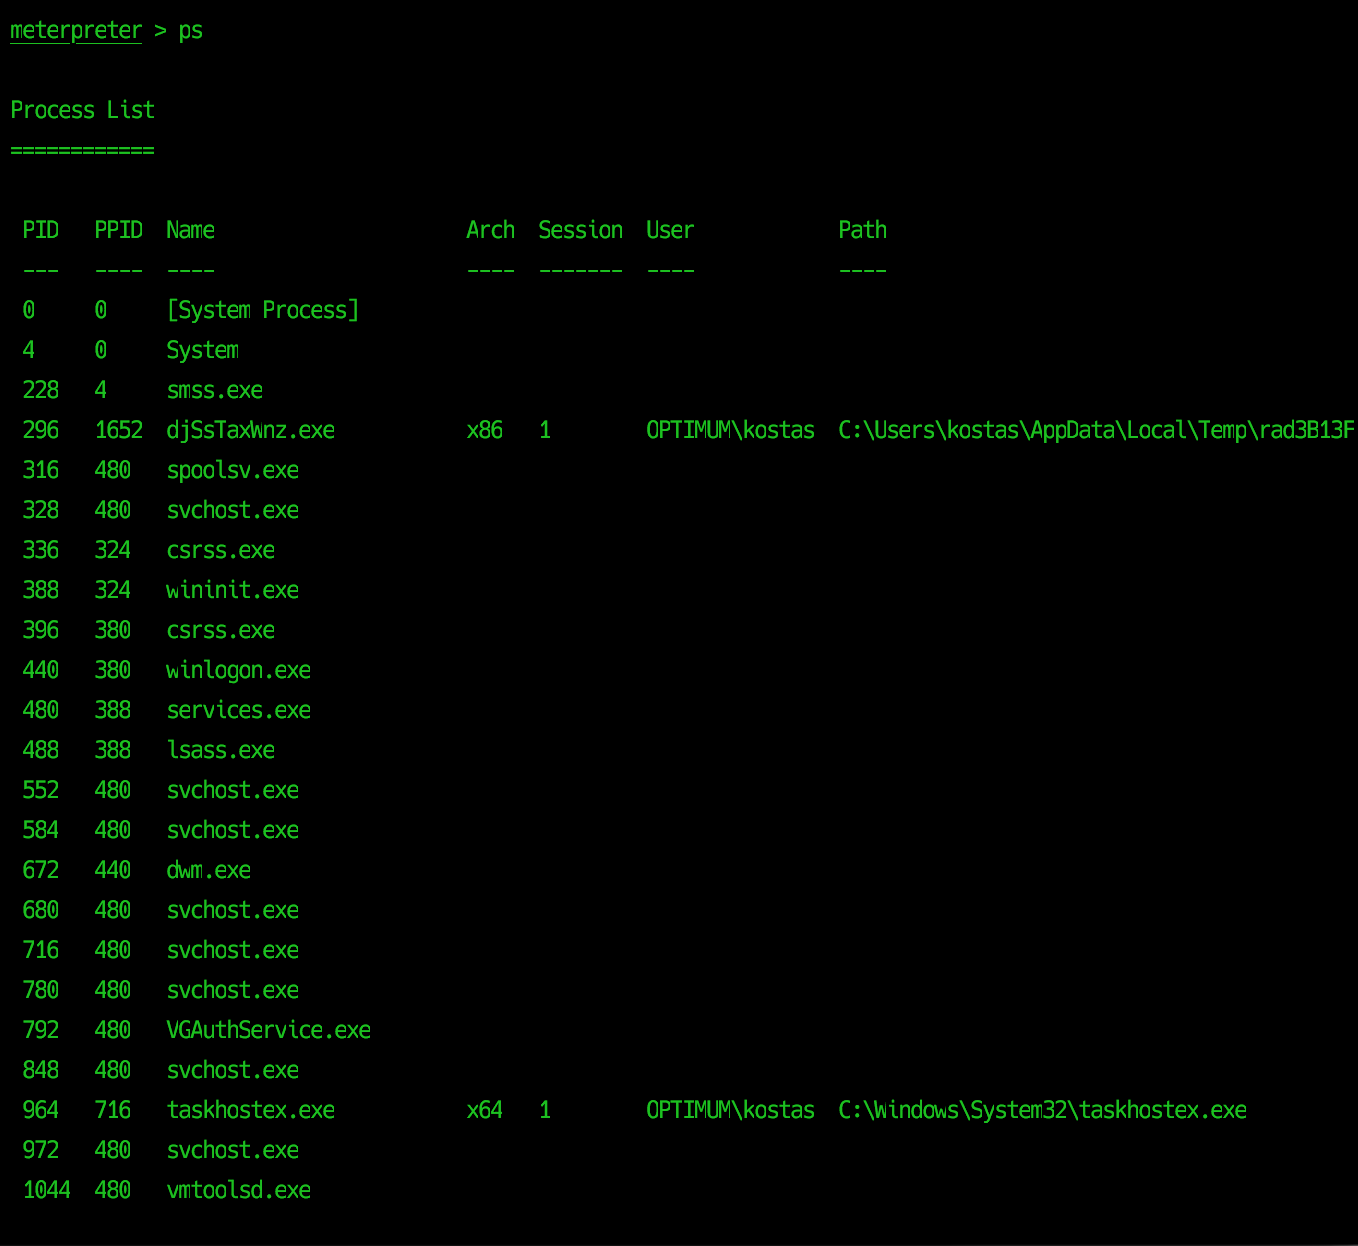 meterpreter > ps
Process List
============
PID   PPID  Name                     Arch  Session  User            Path
---   ----  ----                     ----  -------  ----            ----
0     0     [System Process]
4     0     System
228   4     smss.exe
296   1652  djSsTaxWnz.exe           x86   1        OPTIMUM\kostas  C:\Users\kostas\AppData\Local\Temp\rad3B13F
316   480   spoolsv.exe
328   480   svchost.exe
336   324   csrss.exe
388   324   wininit.exe
396   380   csrss.exe
440   380   winlogon.exe
480   388   services.exe
488   388   lsass.exe
552   480   svchost.exe
584   480   svchost.exe
672   440   dwm.exe
680   480   svchost.exe
716   480   svchost.exe
780   480   svchost.exe
792   480   VGAuthService.exe
848   480   svchost.exe
964   716   taskhostex.exe           x64   1        OPTIMUM\kostas  C:\Windows\System32\taskhostex.exe
972   480   svchost.exe
1044  480   vmtoolsd.exe